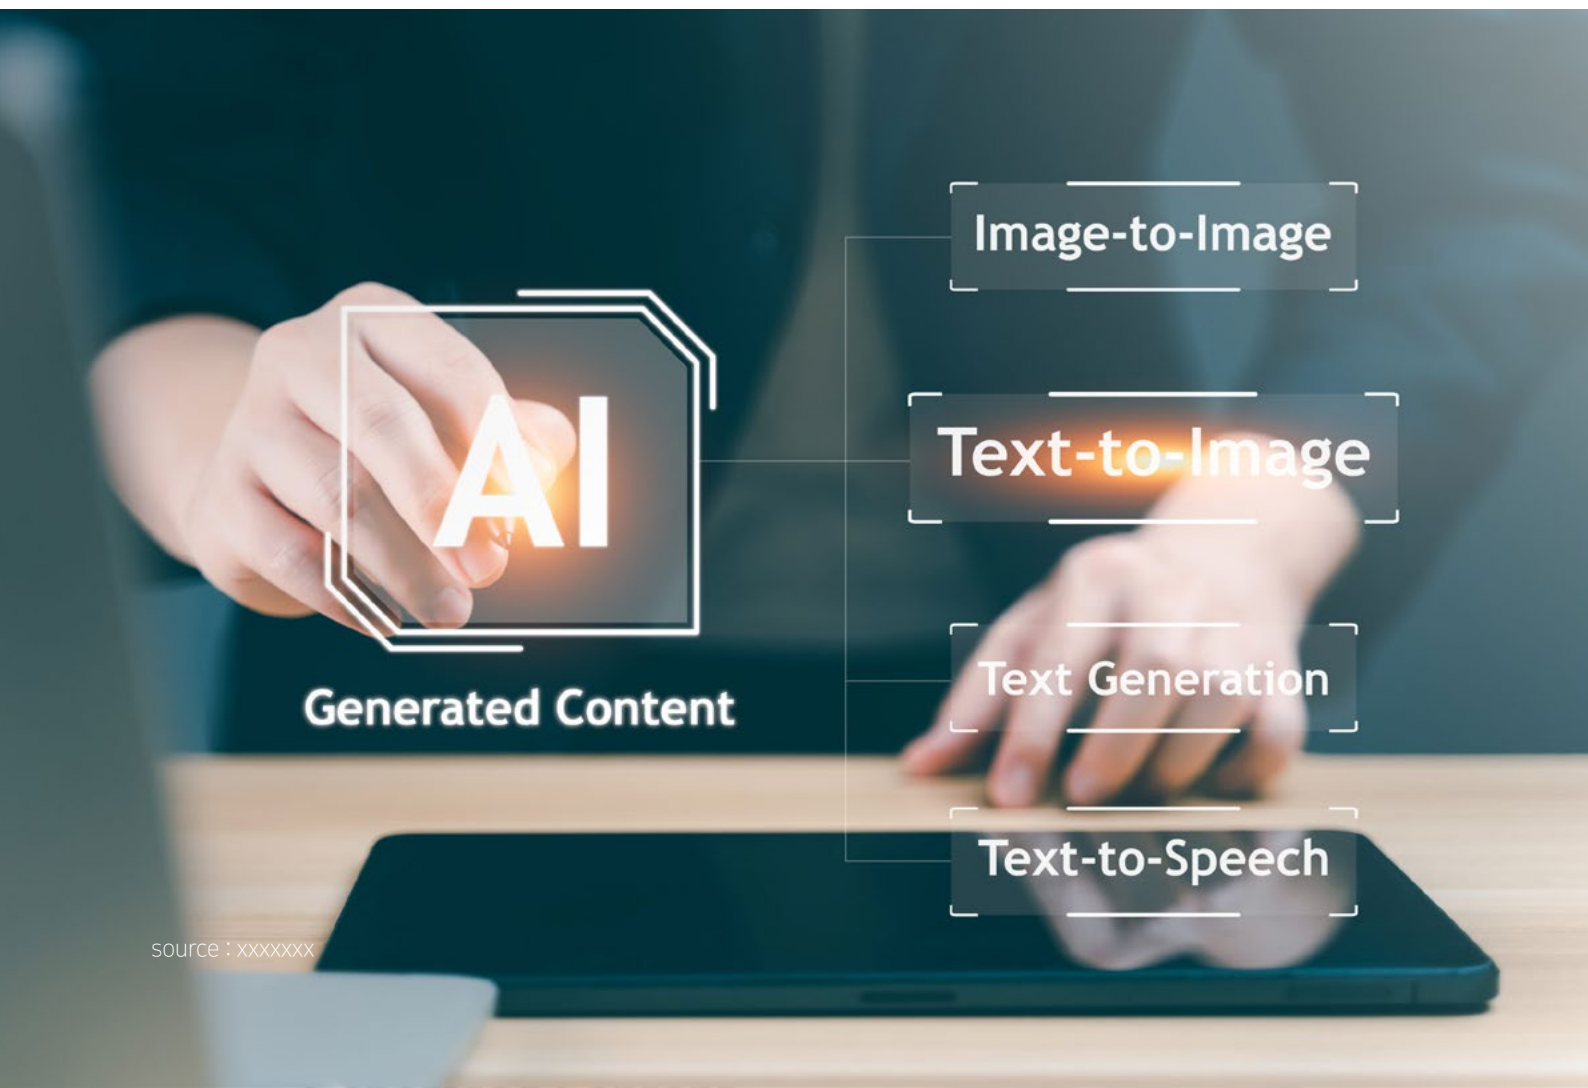 AI
Generated Content
Image-to-Image
Text-to-Image
Text Generation
Text-to-Speech
source : xxxxxxx